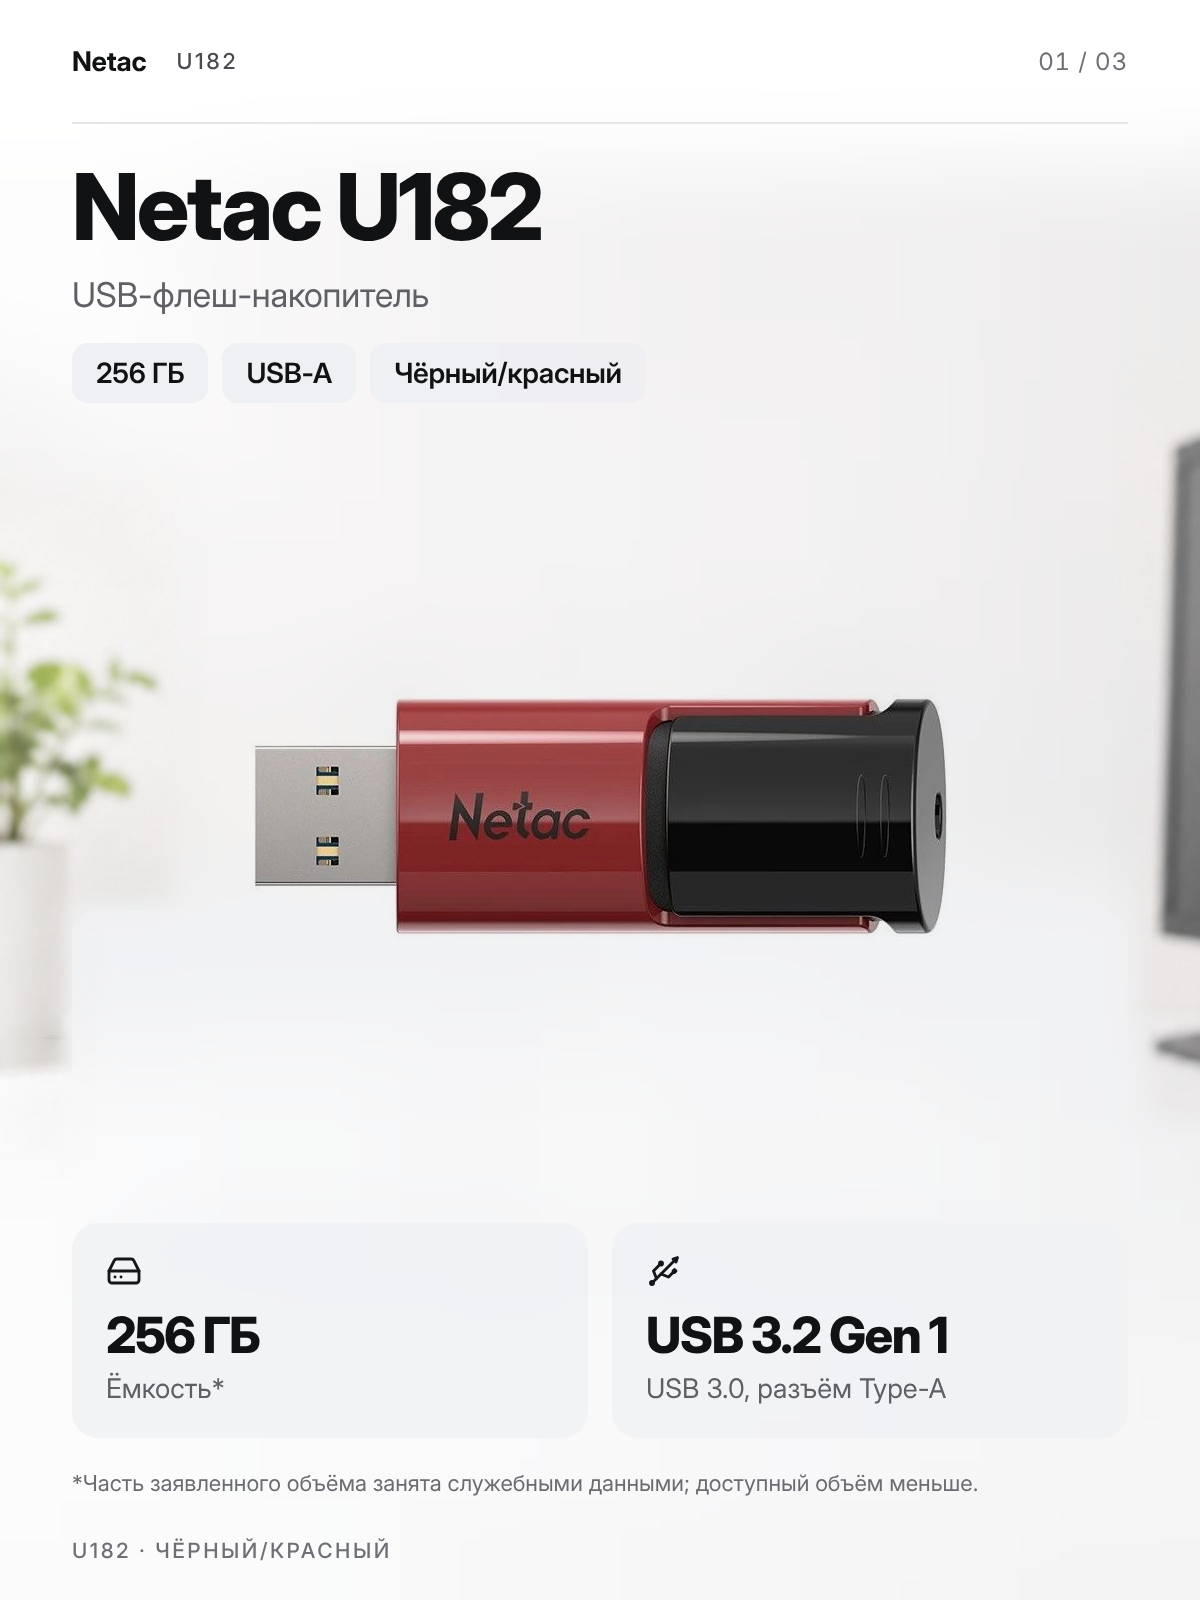 Netac U182 01 / 03
Netac U182
USB-флеш-накопитель
256 ГБ USB-A Чёрный/красный
Netac
256 ГБ
Ёмкость*
USB 3.2 Gen 1
USB 3.0, разъём Type-A
*Часть заявленного объёма занята служебными данными; доступный объём меньше.
U182 · ЧЁРНЫЙ/КРАСНЫЙ